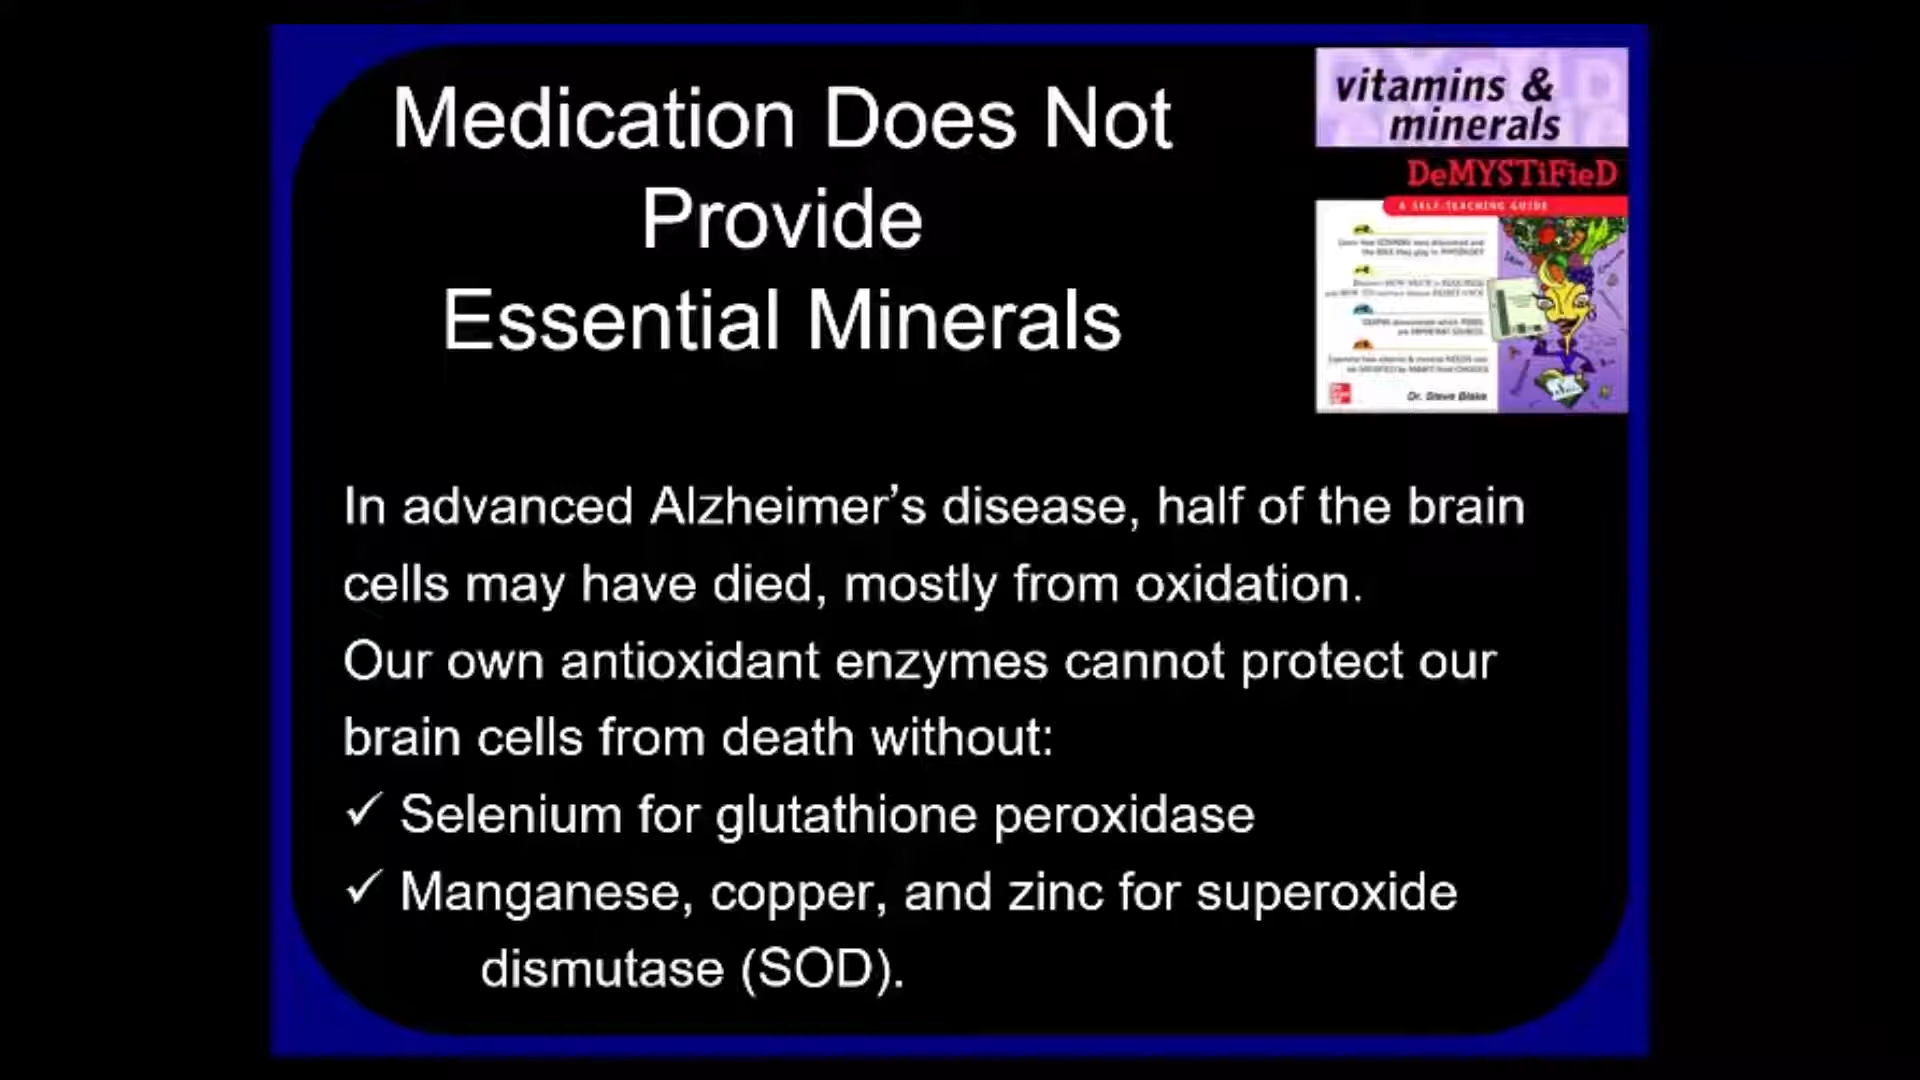 Medication Does Not
Provide
Essential Minerals
vitamins &
minerals
DeMYSTiFieD
A SELF-TEACHING GUIDE
Dr. Steve Blake
In advanced Alzheimer's disease, half of the brain
cells may have died, mostly from oxidation.
Our own antioxidant enzymes cannot protect our
brain cells from death without:
✓ Selenium for glutathione peroxidase
✓ Manganese, copper, and zinc for superoxide
dismutase (SOD).